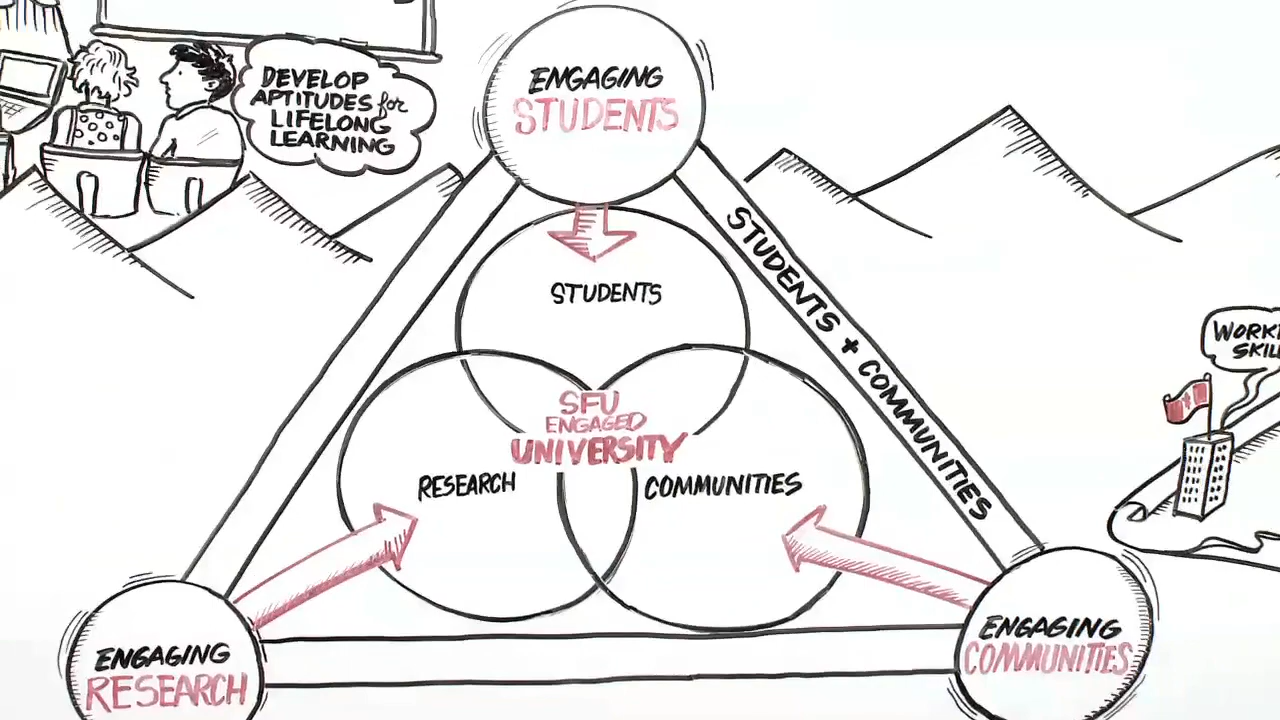 DEVELOP
APTITUDES for
LIFELONG
LEARNING
ENGAGING
STUDENTS
STUDENTS + COMMUNITIES
STUDENTS
SFU
ENGAGED
UNIVERSITY
RESEARCH
COMMUNITIES
ENGAGING
RESEARCH
ENGAGING
COMMUNITIES